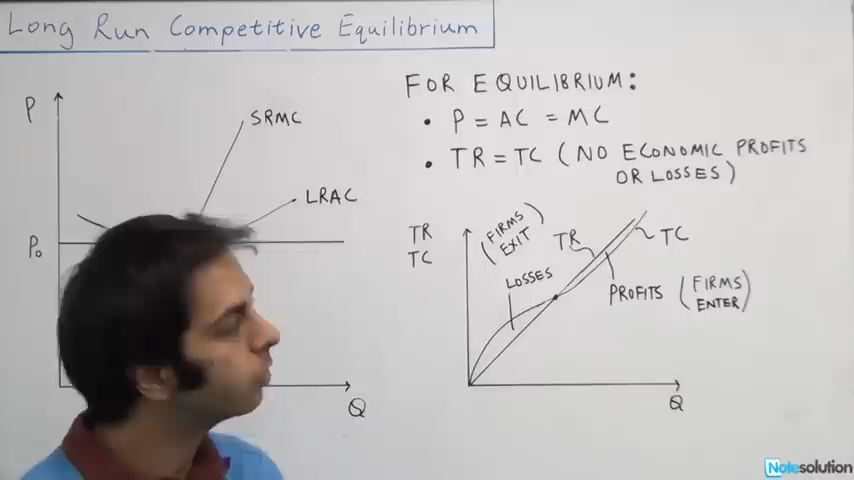 Long Run Competitive Equilibrium
P
SRMC
LRAC
P₀
Q
FOR EQUILIBRIUM:
• P = AC = MC
• TR = TC (NO ECONOMIC PROFITS
OR LOSSES)
TR
TC
(FIRMS
EXIT)
TR
TC
LOSSES
PROFITS
(FIRMS
ENTER)
Q
Notesolution